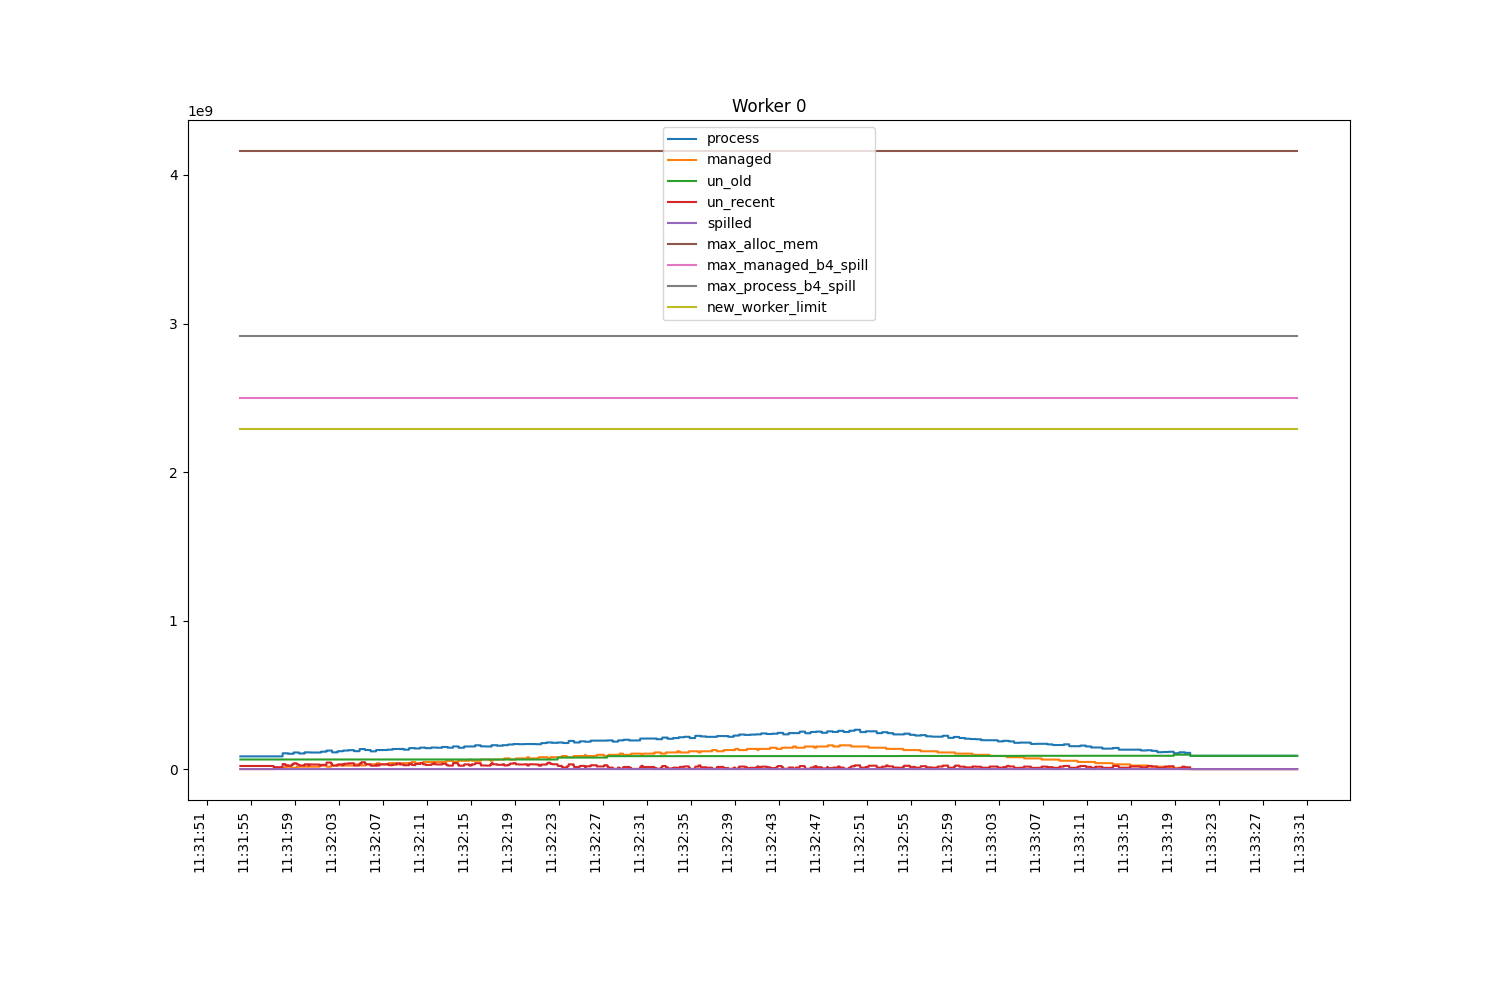 Worker 0
1e9
process
managed
un_old
un_recent
spilled
max_alloc_mem
max_managed_b4_spill
max_process_b4_spill
new_worker_limit
4
3
2
1
0
11:31:51
11:31:55
11:31:59
11:32:03
11:32:07
11:32:11
11:32:15
11:32:19
11:32:23
11:32:27
11:32:31
11:32:35
11:32:39
11:32:43
11:32:47
11:32:51
11:32:55
11:32:59
11:33:03
11:33:07
11:33:11
11:33:15
11:33:19
11:33:23
11:33:27
11:33:31